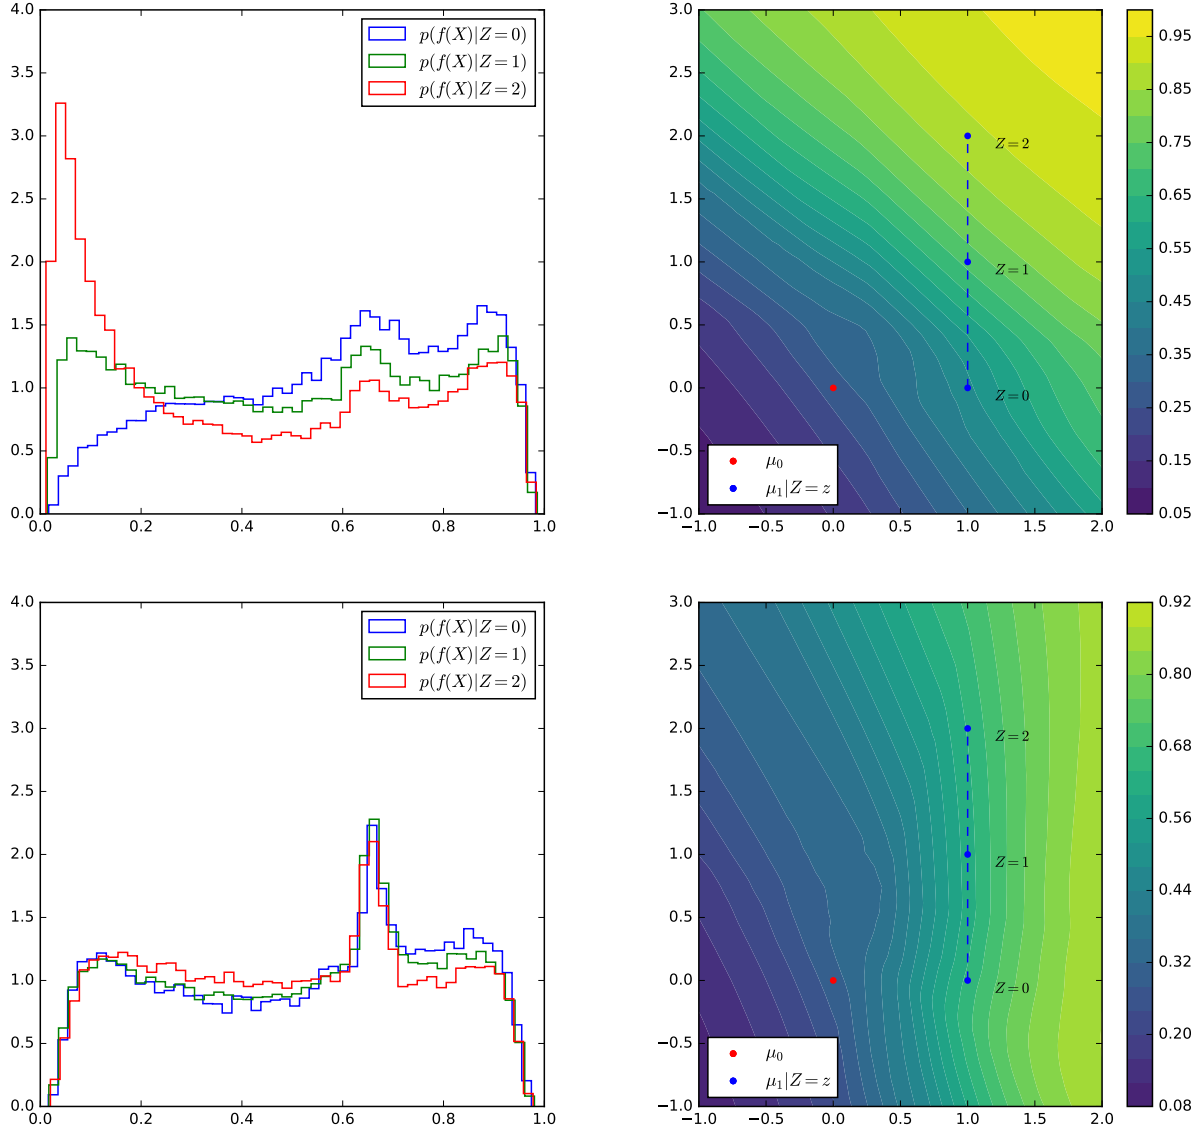 4.0
3.5
3.0
2.5
2.0
1.5
1.0
0.5
0.0
0.0 0.2 0.4 0.6 0.8 1.0
p(f(X)|Z=0)
p(f(X)|Z=1)
p(f(X)|Z=2)
3.0
2.5
2.0
1.5
1.0
0.5
0.0
−0.5
−1.0
−1.0 −0.5 0.0 0.5 1.0 1.5 2.0
Z=2
Z=1
Z=0
μ₀
μ₁|Z=z
0.95
0.85
0.75
0.65
0.55
0.45
0.35
0.25
0.15
0.05
4.0
3.5
3.0
2.5
2.0
1.5
1.0
0.5
0.0
0.0 0.2 0.4 0.6 0.8 1.0
p(f(X)|Z=0)
p(f(X)|Z=1)
p(f(X)|Z=2)
3.0
2.5
2.0
1.5
1.0
0.5
0.0
−0.5
−1.0
−1.0 −0.5 0.0 0.5 1.0 1.5 2.0
Z=2
Z=1
Z=0
μ₀
μ₁|Z=z
0.92
0.80
0.68
0.56
0.44
0.32
0.20
0.08